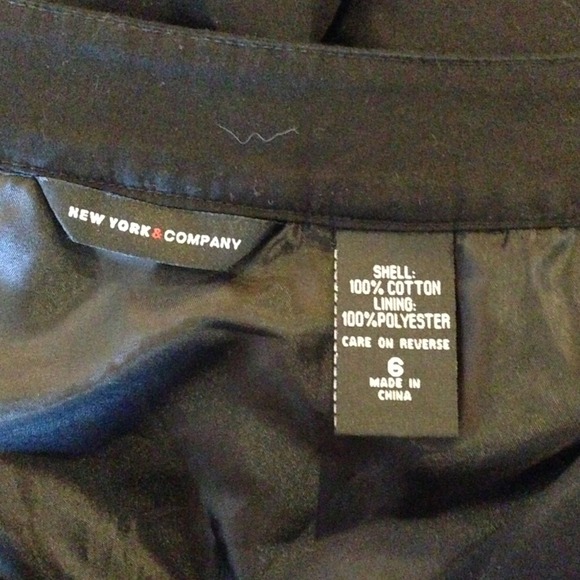 NEW YORK&COMPANY
SHELL:
100% COTTON
LINING:
100%POLYESTER
CARE ON REVERSE
6
MADE IN
CHINA